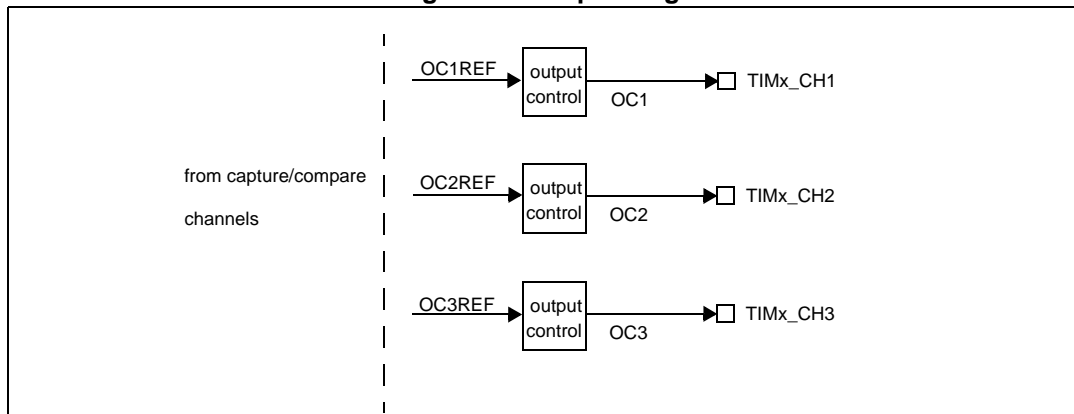 OC1REF
output
control
OC1
TIMx_CH1
from capture/compare
channels
OC2REF
output
control
OC2
TIMx_CH2
OC3REF
output
control
OC3
TIMx_CH3